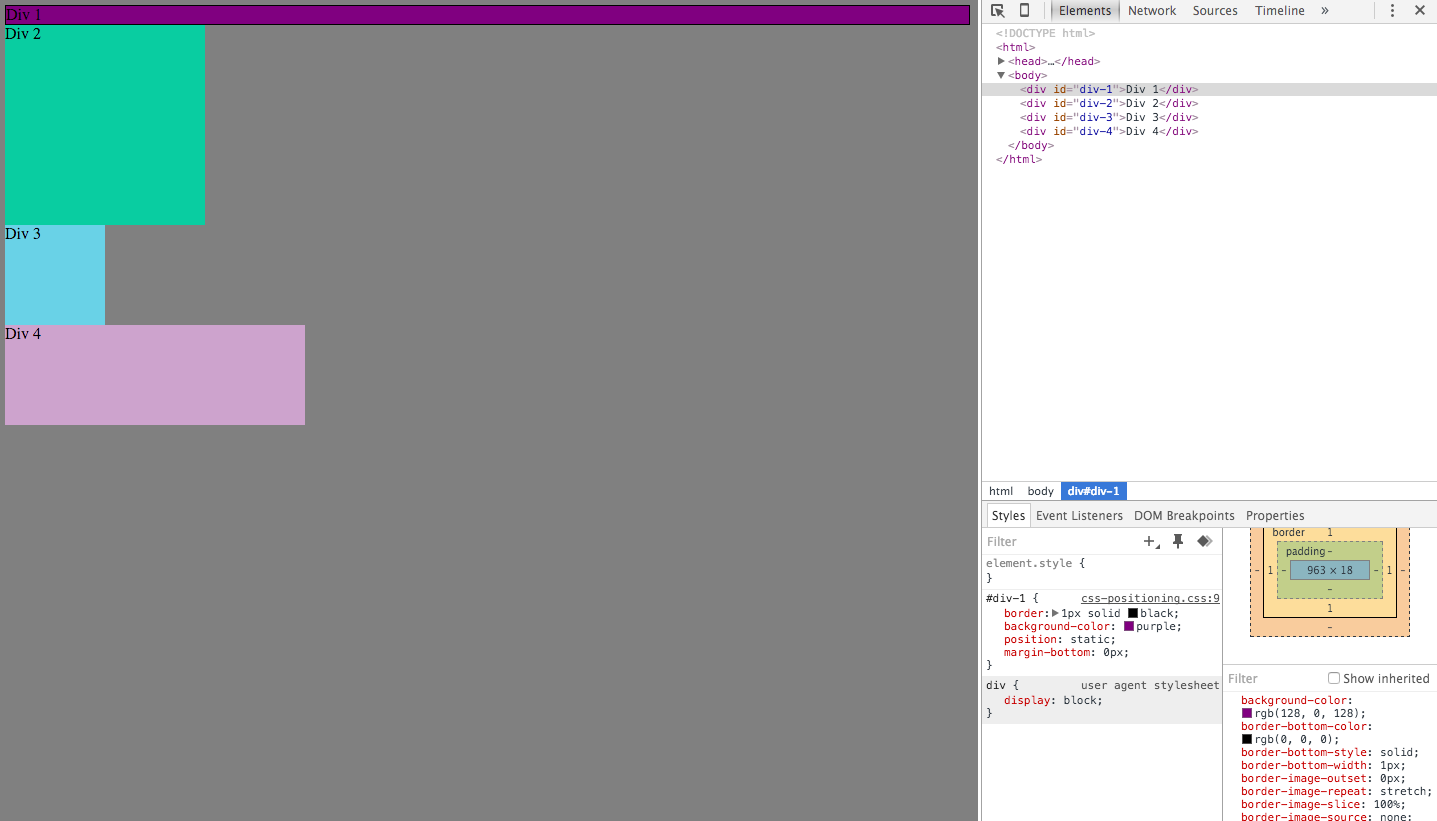 Div 1
Div 2
Div 3
Div 4
Elements Network Sources Timeline »
<!DOCTYPE html>
<html>
<head>…</head>
<body>
<div id="div-1">Div 1</div>
<div id="div-2">Div 2</div>
<div id="div-3">Div 3</div>
<div id="div-4">Div 4</div>
</body>
</html>
html body div#div-1
Styles Event Listeners DOM Breakpoints Properties
Filter
element.style {
}
#div-1 { css-positioning.css:9
border: 1px solid black;
background-color: purple;
position: static;
margin-bottom: 0px;
}
div { user agent stylesheet
display: block;
}
border 1
padding -
- 1 - 963 × 18 - 1 -
-
1
-
Filter Show inherited
background-color:
rgb(128, 0, 128);
border-bottom-color:
rgb(0, 0, 0);
border-bottom-style: solid;
border-bottom-width: 1px;
border-image-outset: 0px;
border-image-repeat: stretch;
border-image-slice: 100%;
border-image-source: none;